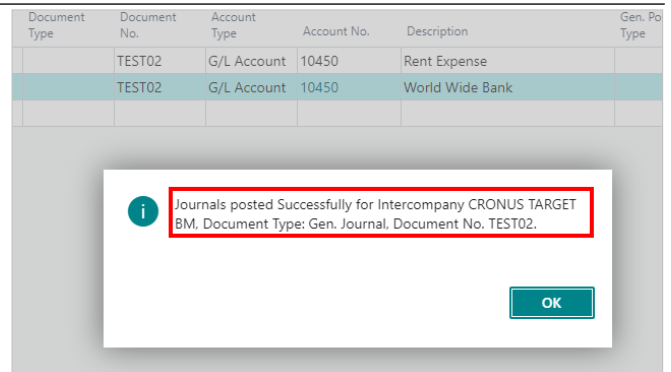 Document Document Account Gen. Po
Type No. Type Account No. Description Type
TEST02 G/L Account 10450 Rent Expense
TEST02 G/L Account 10450 World Wide Bank
i
Journals posted Successfully for Intercompany CRONUS TARGET
BM, Document Type: Gen. Journal, Document No. TEST02.
OK